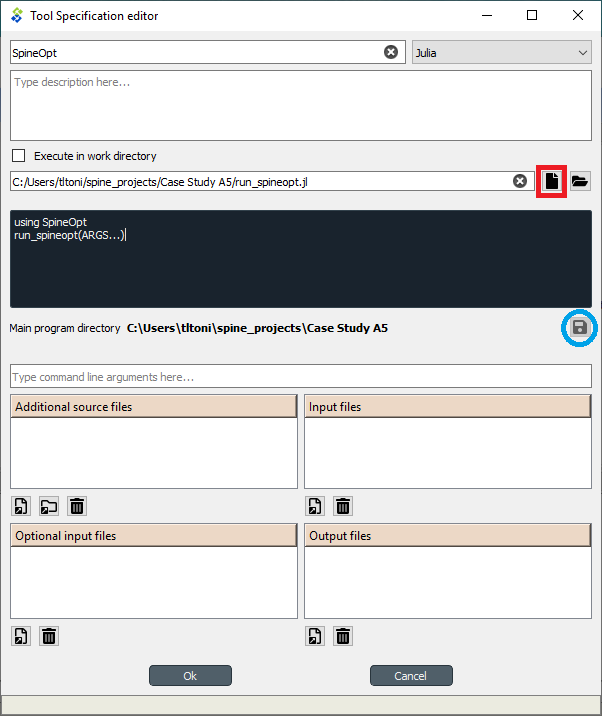 Tool Specification editor
SpineOpt
Julia
Type description here...
Execute in work directory
C:/Users/tltoni/spine_projects/Case Study A5/run_spineopt.jl
using SpineOpt
run_spineopt(ARGS...)
Main program directory C:\Users\tltoni\spine_projects\Case Study A5
Type command line arguments here...
Additional source files
Input files
Optional input files
Output files
Ok
Cancel